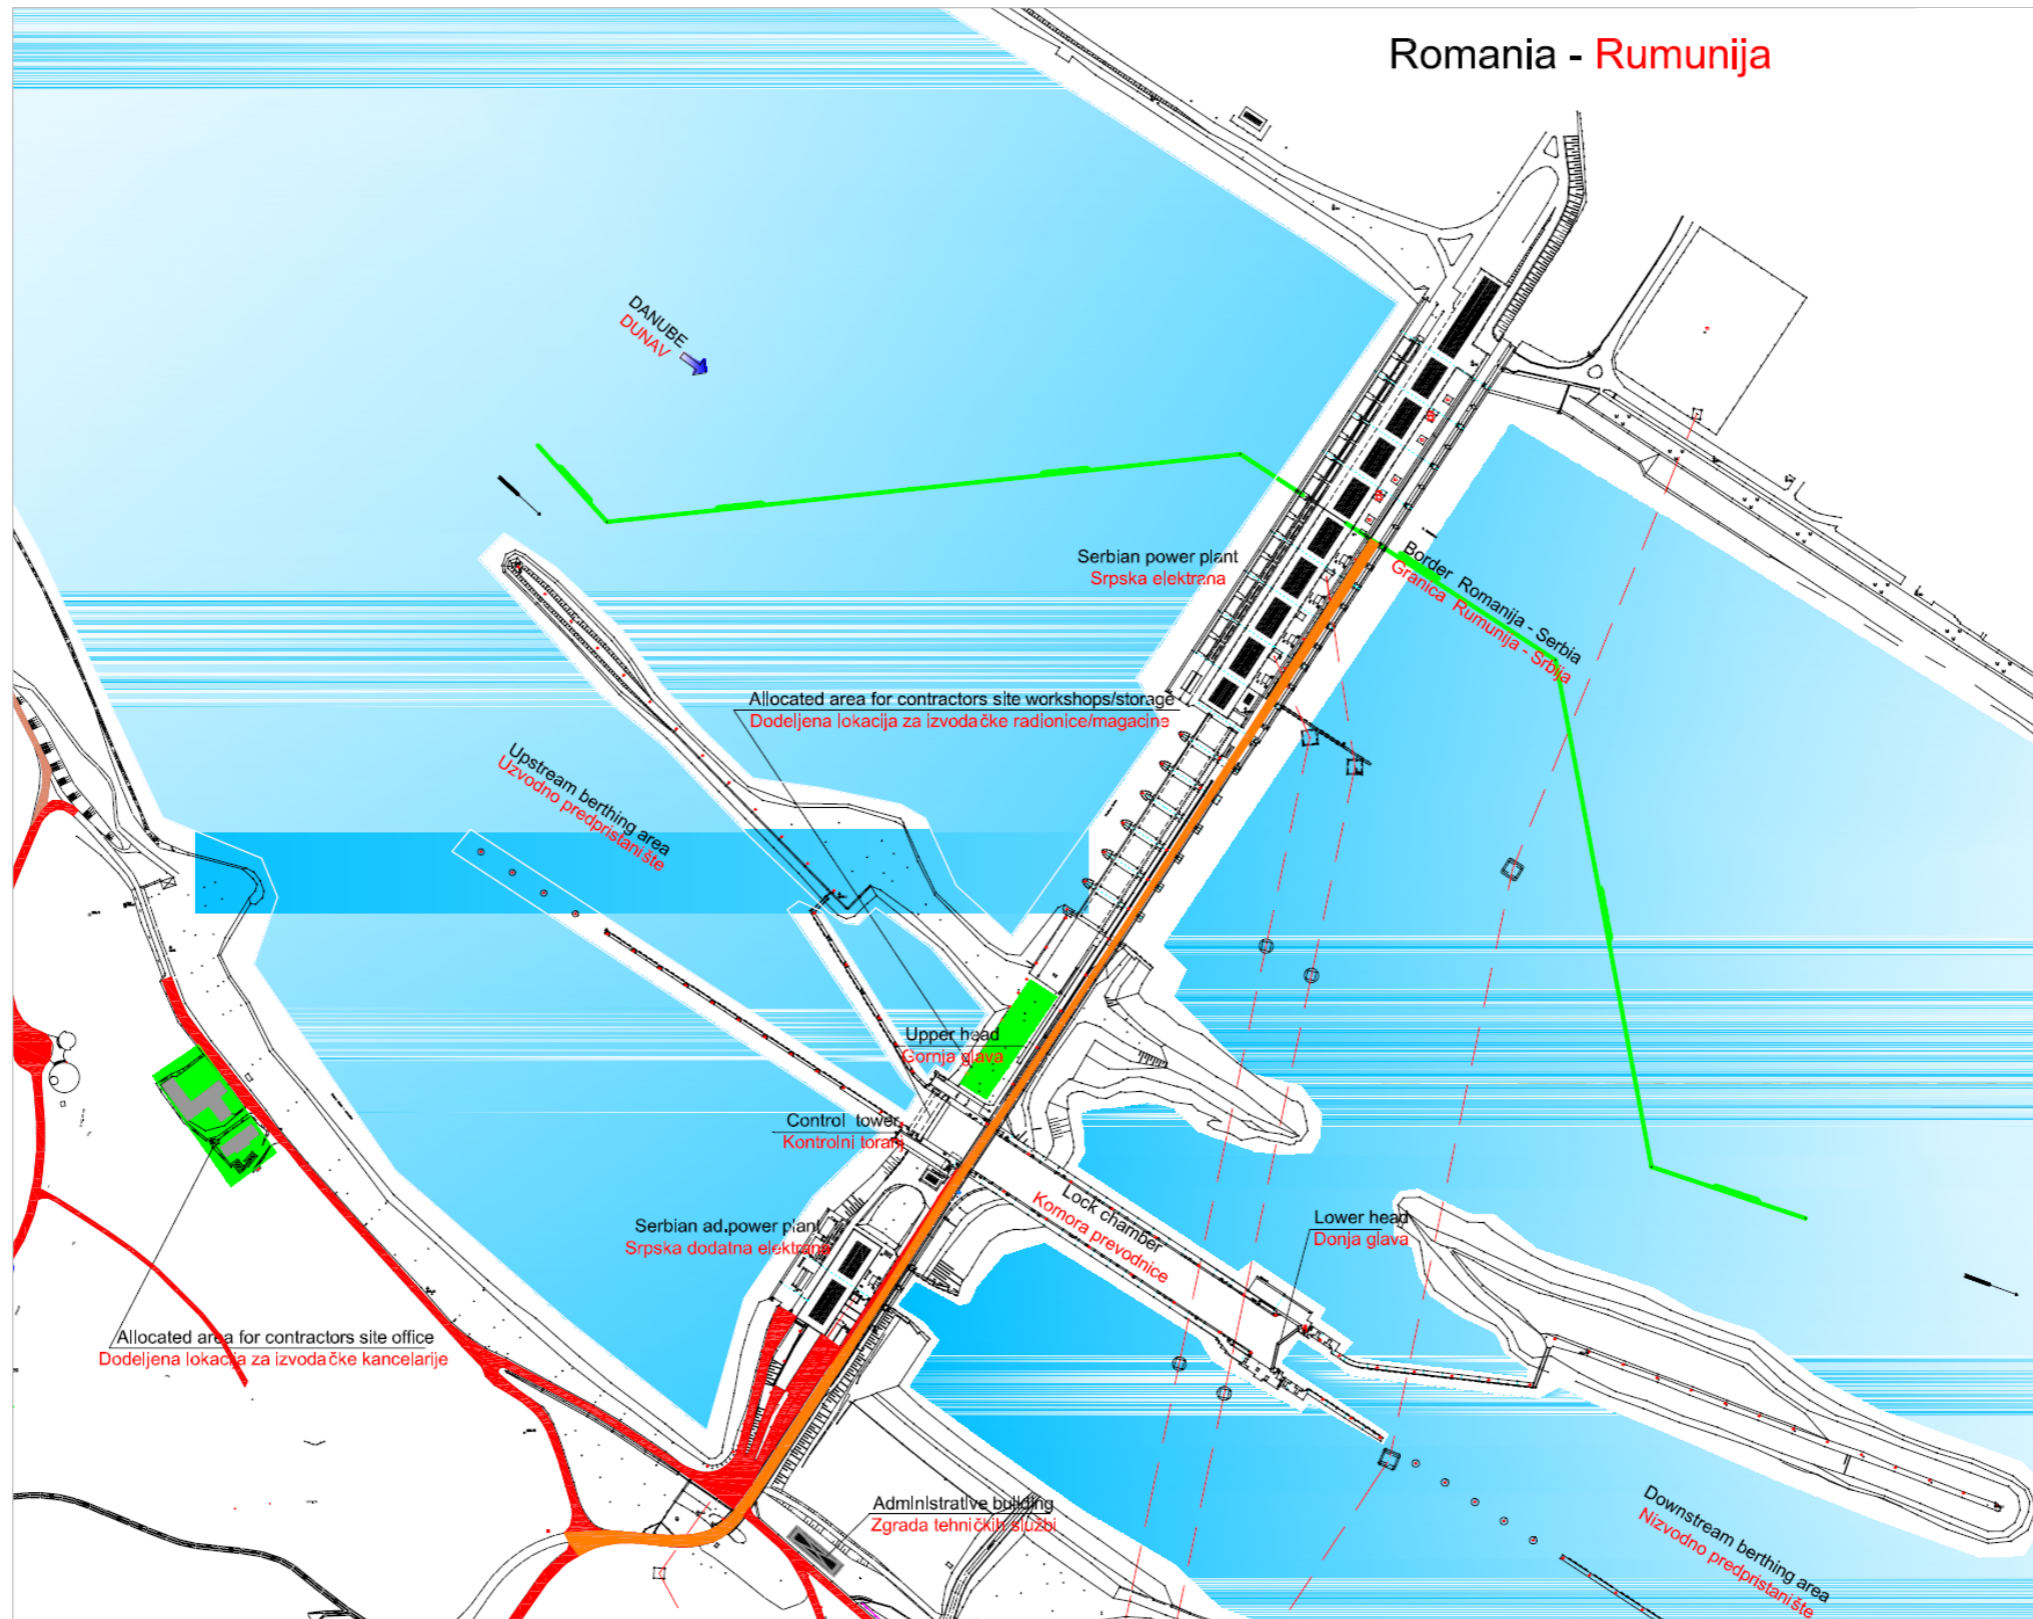 Romania - Rumunija
DANUBE
DUNAV
Serbian power plant
Srpska elektrana
Border Romanija - Serbia
Granica Rumunija - Srbija
Allocated area for contractors site workshops/storage
Dodeljena lokacija za izvodačke radionice/magacine
Upstream berthing area
Uzvodno predpristanište
Upper head
Gornja glava
Control tower
Kontrolni toranj
Lock chamber
Komora prevodnice
Lower head
Donja glava
Serbian ad.power plant
Srpska dodatna elektrana
Allocated area for contractors site office
Dodeljena lokacija za izvodačke kancelarije
Administrative building
Zgrada tehničkih službi
Downstream berthing area
Nizvodno predpristanište